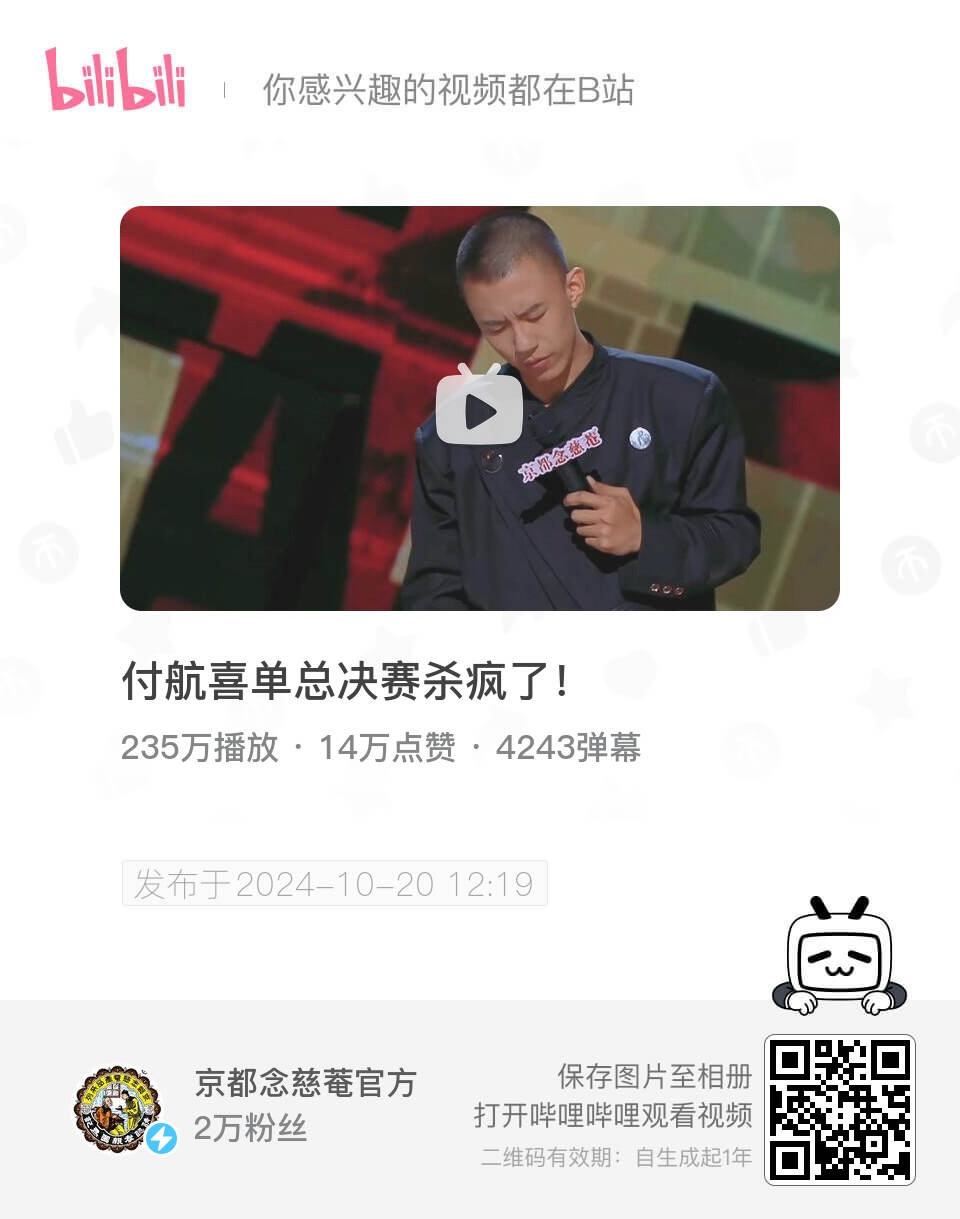 bilibili
你感兴趣的视频都在B站
京都念慈菴
付航喜单总决赛杀疯了！
235万播放 · 14万点赞 · 4243弹幕
发布于2024-10-20 12:19
京都念慈菴官方
2万粉丝
保存图片至相册
打开哔哩哔哩观看视频
二维码有效期：自生成起1年